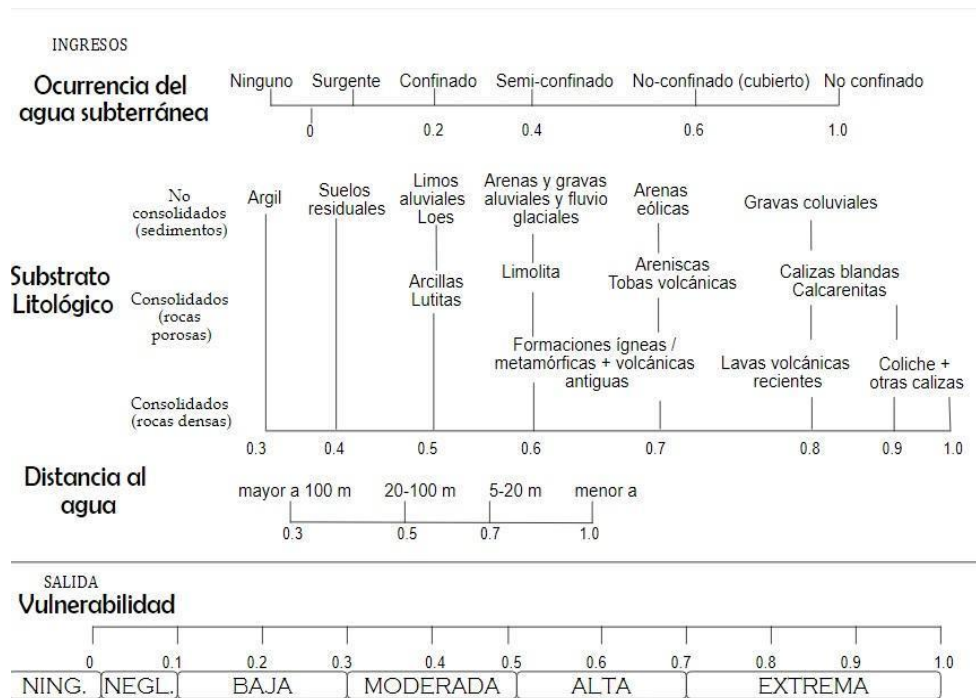 INGRESOS
Ocurrencia del
agua subterránea
Ninguno Surgente Confinado Semi-confinado No-confinado (cubierto) No confinado
0 0.2 0.4 0.6 1.0
Substrato
Litológico
No
consolidados
(sedimentos)
Argil
Suelos
residuales
Limos
aluviales
Loes
Arenas y gravas
aluviales y fluvio
glaciales
Arenas
eólicas
Gravas coluviales
Consolidados
(rocas
porosas)
Arcillas
Lutitas
Limolita
Areniscas
Tobas volcánicas
Calizas blandas
Calcarenitas
Consolidados
(rocas densas)
Formaciones ígneas /
metamórficas + volcánicas
antiguas
Lavas volcánicas
recientes
Coliche +
otras calizas
0.3 0.4 0.5 0.6 0.7 0.8 0.9 1.0
Distancia al
agua
mayor a 100 m 20-100 m 5-20 m menor a
0.3 0.5 0.7 1.0
SALIDA
Vulnerabilidad
0 0.1 0.2 0.3 0.4 0.5 0.6 0.7 0.8 0.9 1.0
NING. NEGL. BAJA MODERADA ALTA EXTREMA